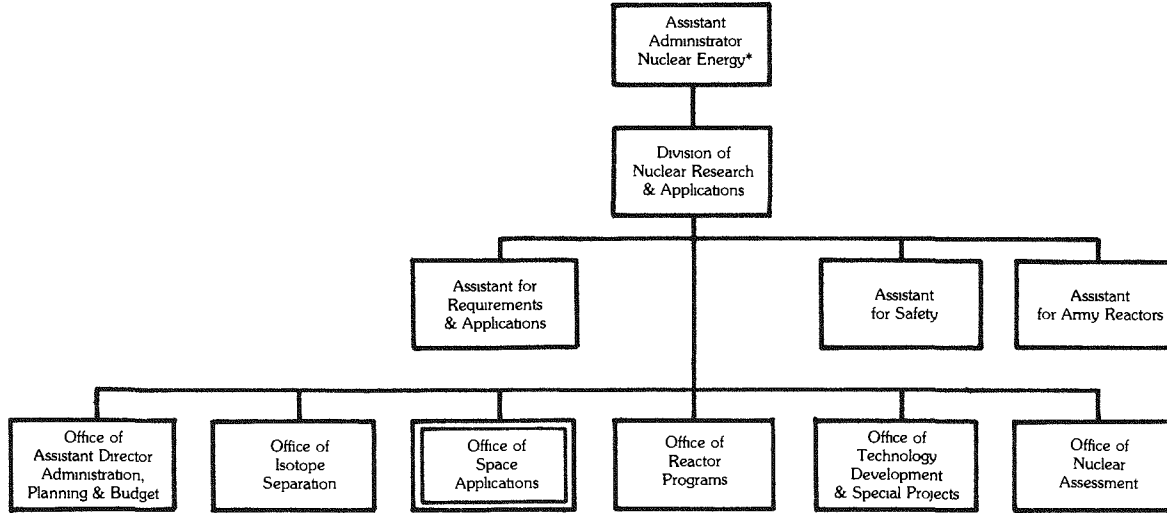 Assistant
Administrator
Nuclear Energy*
Division of
Nuclear Research
& Applications
Assistant for
Requirements
& Applications
Assistant
for Safety
Assistant
for Army Reactors
Office of
Assistant Director
Administration,
Planning & Budget
Office of
Isotope
Separation
Office of
Space
Applications
Office of
Reactor
Programs
Office of
Technology
Development
& Special Projects
Office of
Nuclear
Assessment